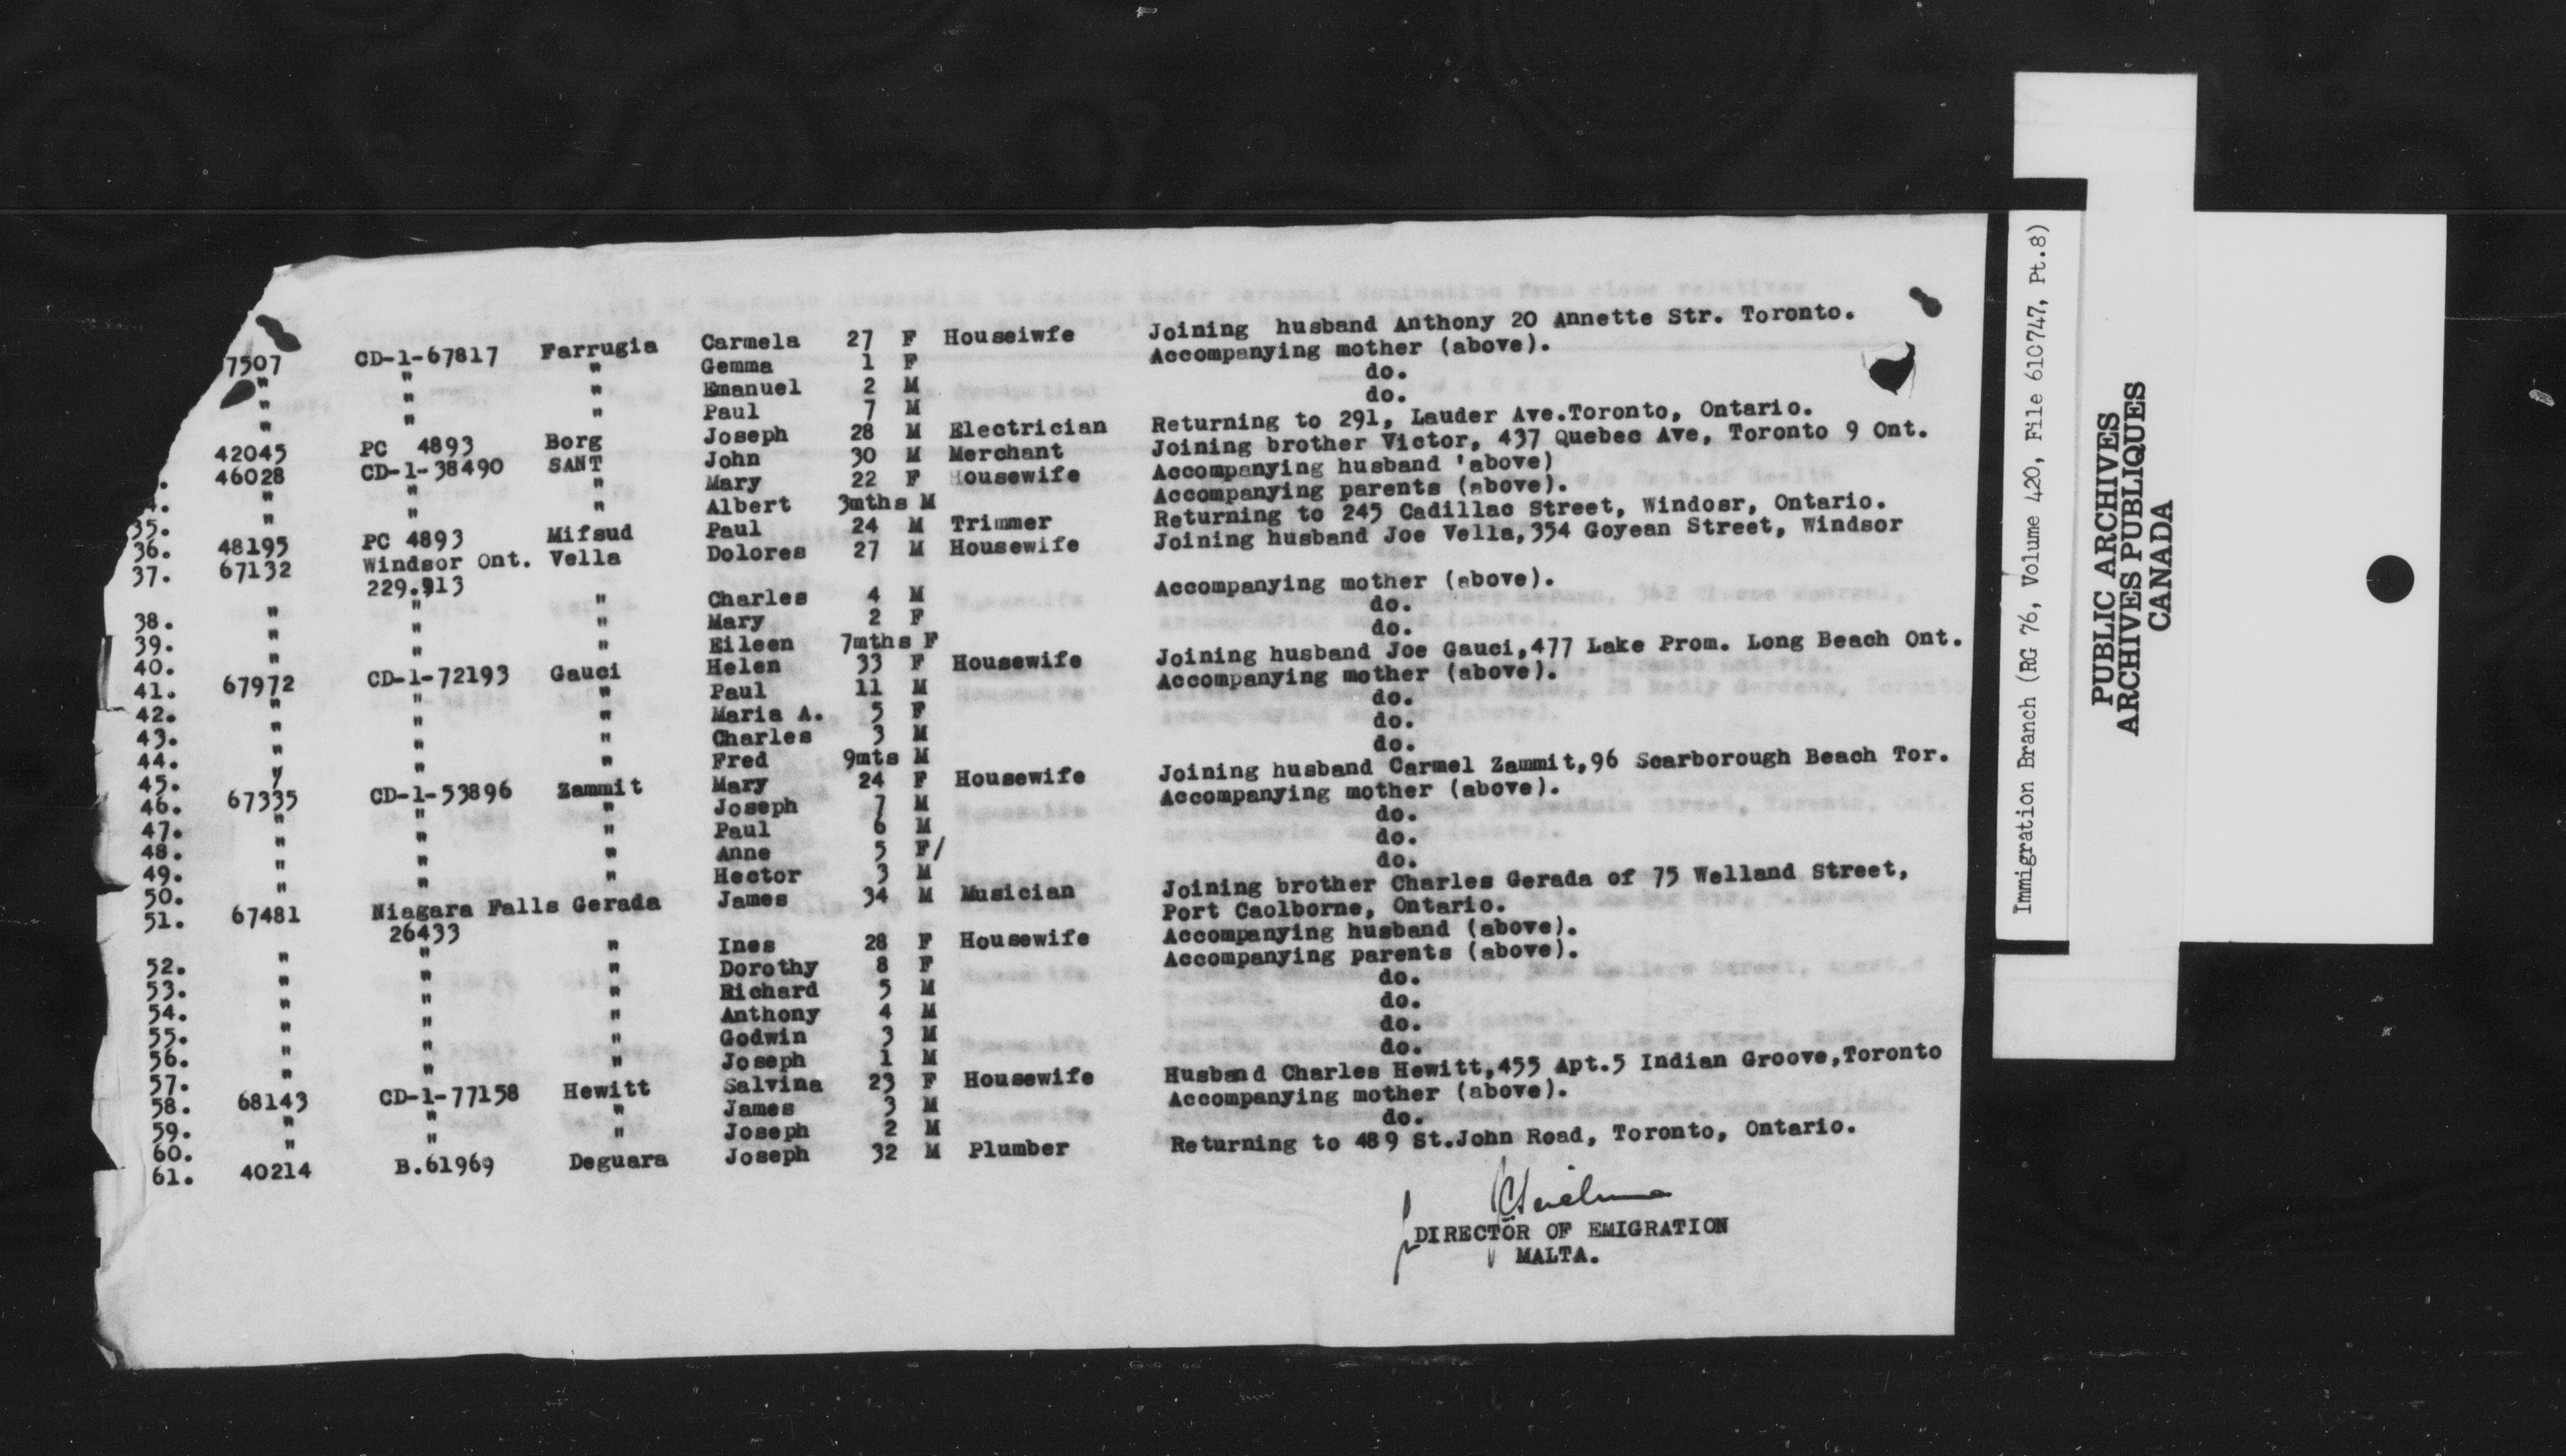 7507 CD-1-67817 Farrugia Carmela 27 F Houseiwfe Joining husband Anthony 20 Annette Str. Toronto.
" " " Gemma 1 F Accompanying mother (above).
" " " Emanuel 2 M do.
" " " Paul 7 M do.
42045 PC 4893 Borg Joseph 28 M Electrician Returning to 291, Lauder Ave.Toronto, Ontario.
46028 CD-1-38490 SANT John 30 M Merchant Joining brother Victor, 437 Quebec Ave, Toronto 9 Ont.
. " " " Mary 22 F Housewife Accompanying husband 'above)
35. " " " Albert 3mths M Accompanying parents (above).
36. 48195 PC 4893 Mifsud Paul 24 M Trimmer Returning to 245 Cadillac Street, Windosr, Ontario.
37. 67132 Windsor Ont. Vella Dolores 27 M Housewife Joining husband Joe Vella,354 Goyean Street, Windsor
229.913
38. " " " Charles 4 M Accompanying mother (above).
39. " " " Mary 2 F do.
40. " " " Eileen 7mths F do.
41. 67972 CD-1-72193 Gauci Helen 33 F Housewife Joining husband Joe Gauci,477 Lake Prom. Long Beach Ont.
42. " " " Paul 11 M Accompanying mother (above).
43. " " " Maria A. 5 F do.
44. " " " Charles 3 M do.
45. " " " Fred 9mts M do.
46. 67335 CD-1-53896 Zammit Mary 24 F Housewife Joining husband Carmel Zammit,96 Scarborough Beach Tor.
47. " " " Joseph 7 M Accompanying mother (above).
48. " " " Paul 6 M do.
49. " " " Anne 5 F/ do.
50. " " " Hector 3 M do.
51. 67481 Niagara Falls Gerada James 34 M Musician Joining brother Charles Gerada of 75 Welland Street,
26433 Port Caolborne, Ontario.
52. " " " Ines 28 F Housewife Accompanying husband (above).
53. " " " Dorothy 8 F Accompanying parents (above).
54. " " " Richard 5 M do.
55. " " " Anthony 4 M do.
56. " " " Godwin 3 M do.
57. " " " Joseph 1 M do.
58. 68143 CD-1-77158 Hewitt Salvina 23 F Housewife Husband Charles Hewitt,455 Apt.5 Indian Groove,Toronto
59. " " " James 3 M Accompanying mother (above).
60. " " " Joseph 2 M do.
61. 40214 B.61969 Deguara Joseph 32 M Plumber Returning to 489 St.John Road, Toronto, Ontario.
DIRECTOR OF EMIGRATION
MALTA.
Immigration Branch (RG 76, Volume 420, File 610747, Pt.8)
PUBLIC ARCHIVES
ARCHIVES PUBLIQUES
CANADA